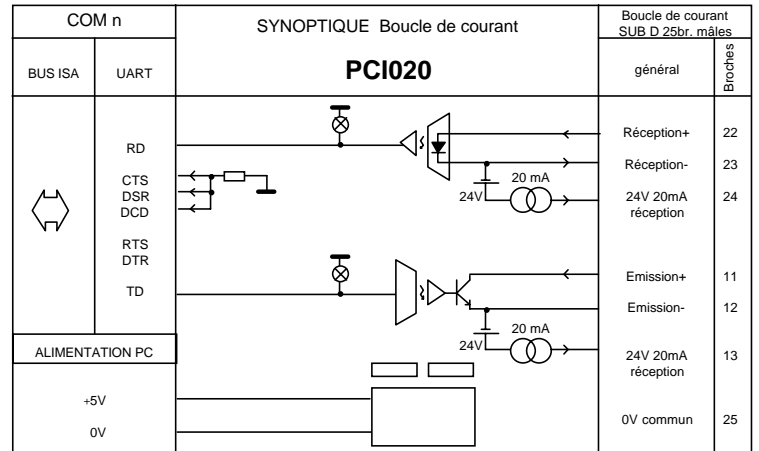 COM n
SYNOPTIQUE Boucle de courant
Boucle de courant
SUB D 25br. mâles
BUS ISA
UART
PCI020
général
Broches
RD
Réception+
22
Réception-
23
CTS
DSR
DCD
24V
20 mA
24V 20mA
réception
24
RTS
DTR
TD
Emission+
11
Emission-
12
24V
20 mA
24V 20mA
réception
13
ALIMENTATION PC
+5V
0V
0V commun
25